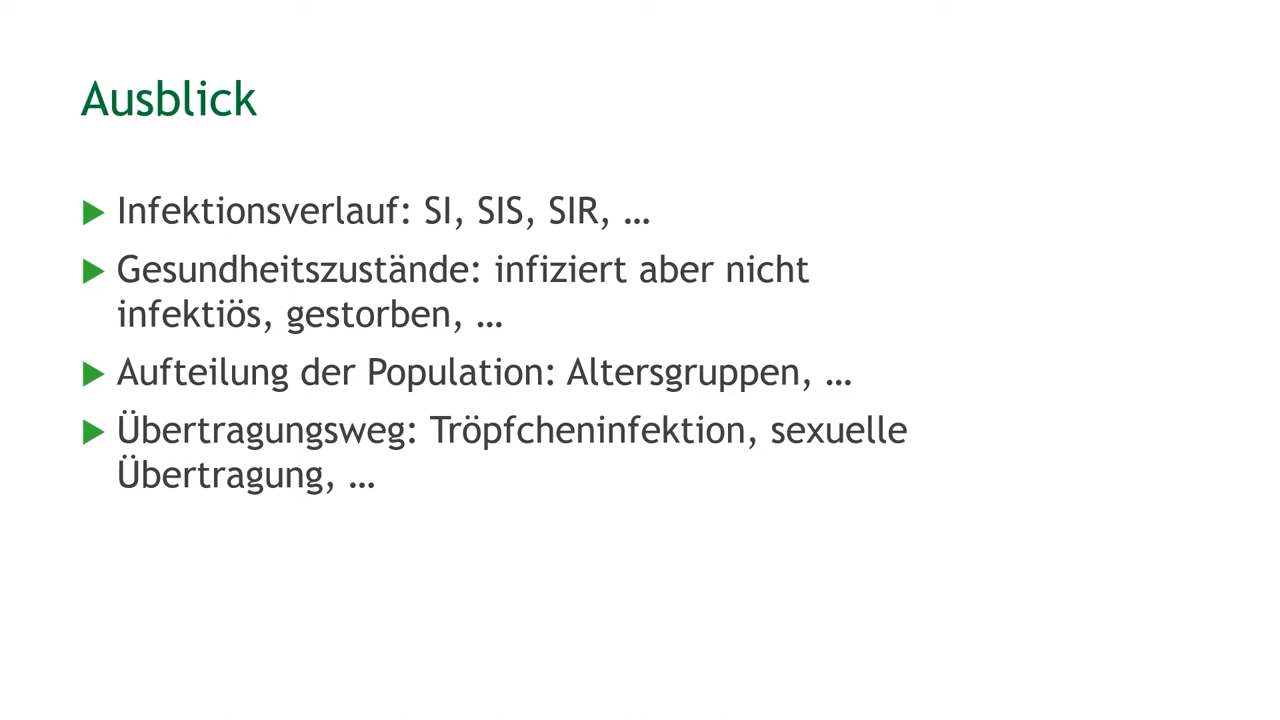 Ausblick
Infektionsverlauf: SI, SIS, SIR, …
Gesundheitszustände: infiziert aber nicht
infektiös, gestorben, …
Aufteilung der Population: Altersgruppen, …
Übertragungsweg: Tröpfcheninfektion, sexuelle
Übertragung, …